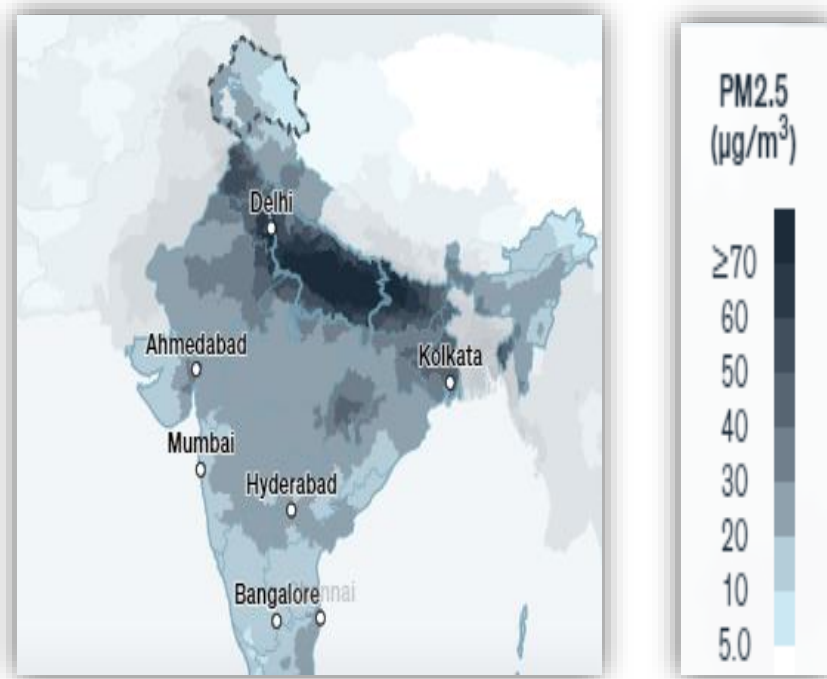 Delhi
Ahmedabad
Kolkata
Mumbai
Hyderabad
Bangalore
PM2.5
(µg/m³)
≥70
60
50
40
30
20
10
5.0